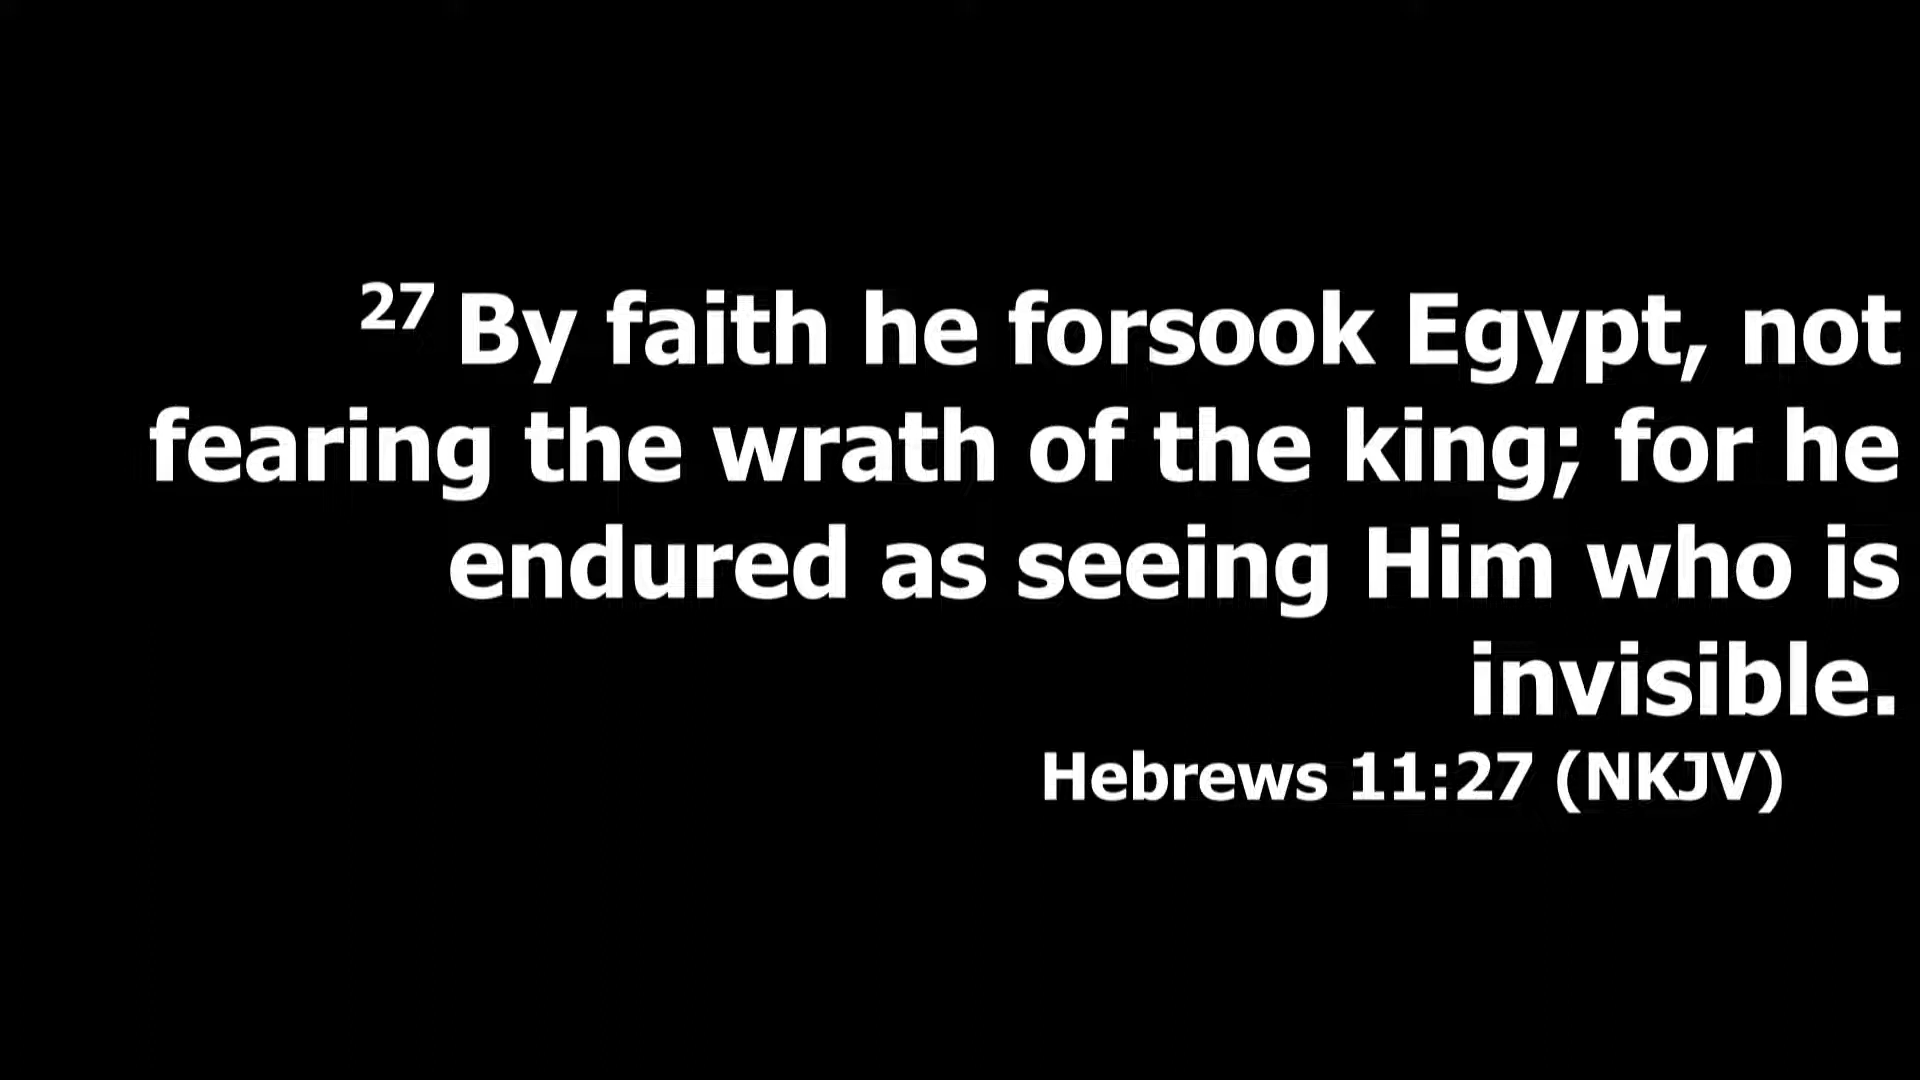 27 By faith he forsook Egypt, not
fearing the wrath of the king; for he
endured as seeing Him who is
invisible.
Hebrews 11:27 (NKJV)